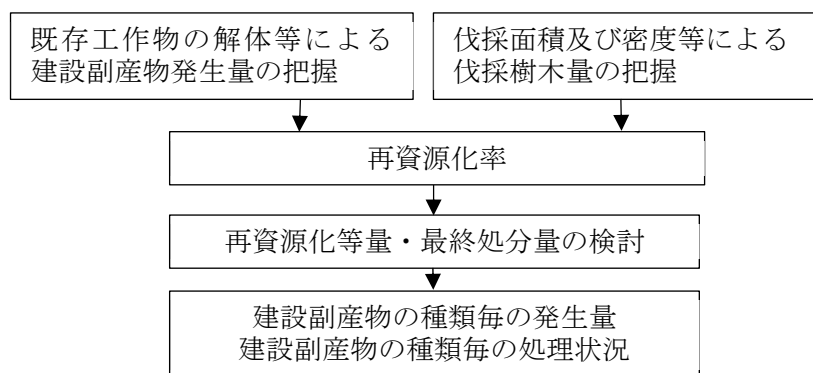 既存工作物の解体等による
建設副産物発生量の把握
伐採面積及び密度等による
伐採樹木量の把握
再資源化率
再資源化等量・最終処分量の検討
建設副産物の種類毎の発生量
建設副産物の種類毎の処理状況